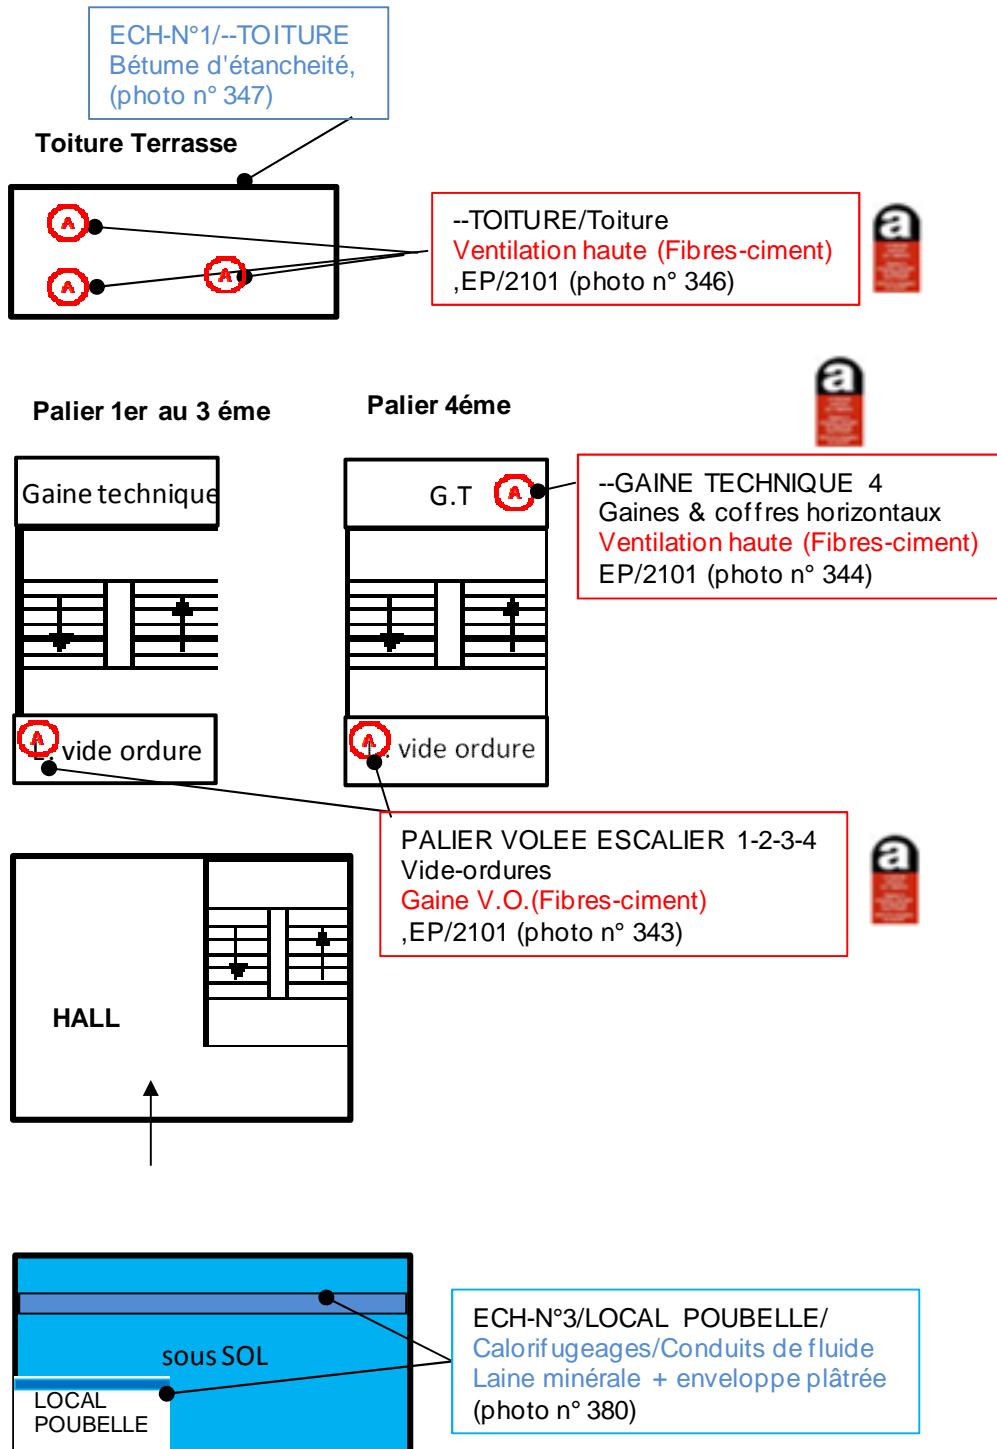 ECH-N°1/--TOITURE
Bétume d'étancheité,
(photo n° 347)
Toiture Terrasse
A
A
A
--TOITURE/Toiture
Ventilation haute (Fibres-ciment)
,EP/2101 (photo n° 346)
a
Palier 1er au 3 éme
Palier 4éme
a
Gaine technique
G.T
A
--GAINE TECHNIQUE 4
Gaines & coffres horizontaux
Ventilation haute (Fibres-ciment)
EP/2101 (photo n° 344)
A
vide ordure
A
vide ordure
PALIER VOLEE ESCALIER 1-2-3-4
Vide-ordures
Gaine V.O.(Fibres-ciment)
,EP/2101 (photo n° 343)
a
HALL
sous SOL
LOCAL
POUBELLE
ECH-N°3/LOCAL POUBELLE/
Calorifugeages/Conduits de fluide
Laine minérale + enveloppe plâtrée
(photo n° 380)